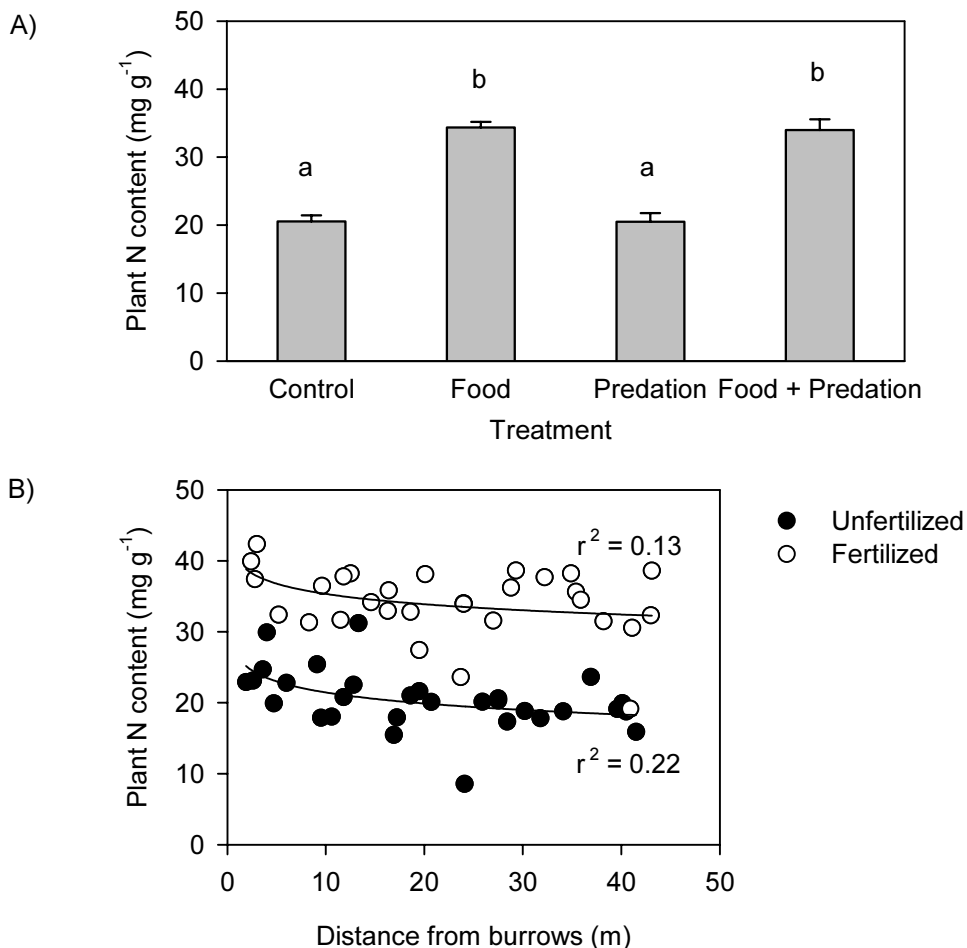 A)
Plant N content (mg g⁻¹)
50
40
30
20
10
0
a
b
a
b
Control Food Predation Food + Predation
Treatment
B)
Plant N content (mg g⁻¹)
50
40
30
20
10
0
r² = 0.13
r² = 0.22
0 10 20 30 40 50
Distance from burrows (m)
Unfertilized
Fertilized